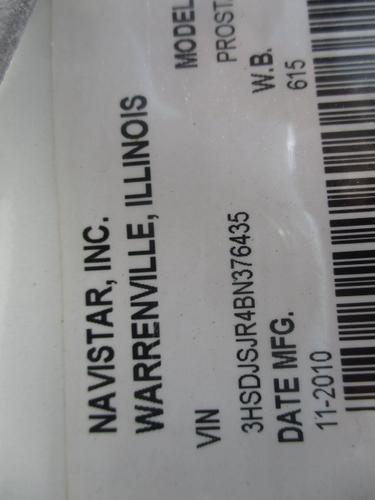 NAVISTAR, INC.
WARRENVILLE, ILLINOIS
VIN
MODEL
3HSDJSJR4BN376435
PROST
DATE MFG.
W.B.
11-2010
615